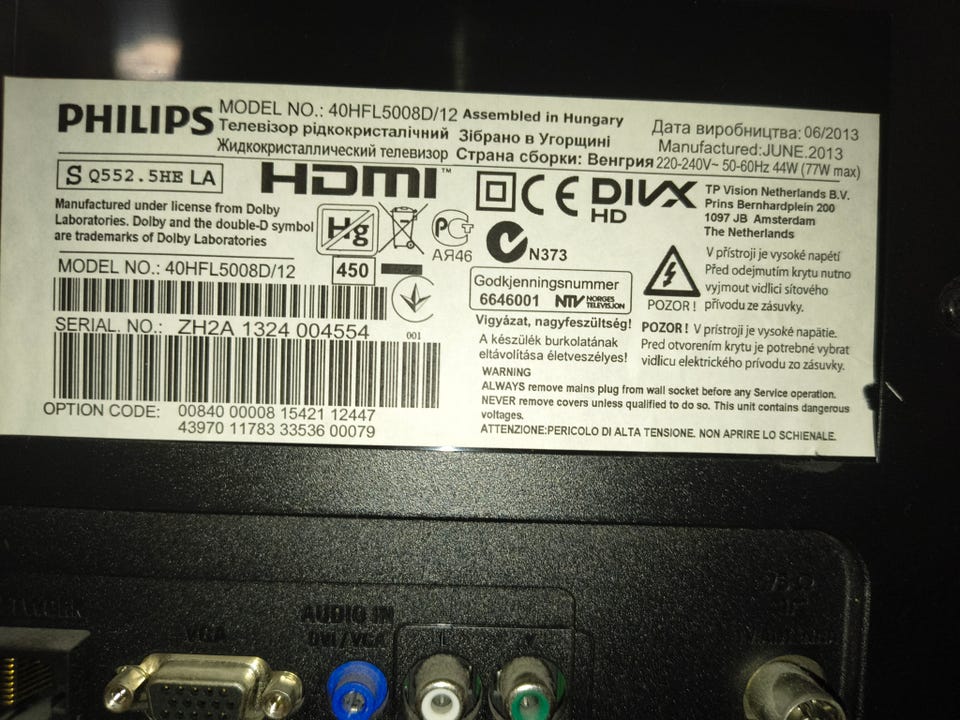 PHILIPS
MODEL NO.: 40HFL5008D/12 Assembled in Hungary
Телевізор рідкокристалічний Зібрано в Угорщині
Жидкокристаллический телевизор Страна сборки: Венгрия
Дата виробництва: 06/2013
Manufactured:JUNE.2013
220-240V~ 50-60Hz 44W (77W max)
S Q552.5HE LA
HDMI™
CE
DIVX
HD
TP Vision Netherlands B.V.
Prins Bernhardplein 200
1097 JB Amsterdam
The Netherlands
Manufactured under license from Dolby
Laboratories. Dolby and the double-D symbol
are trademarks of Dolby Laboratories
Hg
АЯ46
N373
MODEL NO.: 40HFL5008D/12
450
SERIAL. NO.: ZH2A 1324 004554
001
OPTION CODE: 00840 00008 15421 12447
43970 11783 33536 00079
Godkjenningsnummer
6646001 NTV NORGES
TELEVISJON
Vigyázat, nagyfeszültség!
A készülék burkolatának
eltávolítása életveszélyes!
POZOR !
V přístroji je vysoké napětí
Před odejmutím krytu nutno
vyjmout vidlici síťového
přívodu ze zásuvky.
POZOR ! V prístroji je vysoké napätie.
Pred otvorením krytu je potrebné vybrat
vidlicu elektrického prívodu zo zásuvky.
WARNING
ALWAYS remove mains plug from wall socket before any Service operation.
NEVER remove covers unless qualified to do so. This unit contains dangerous
voltages.
ATTENZIONE:PERICOLO DI ALTA TENSIONE. NON APRIRE LO SCHIENALE.
VGA
AUDIO IN
DVI / VGA
L
Y